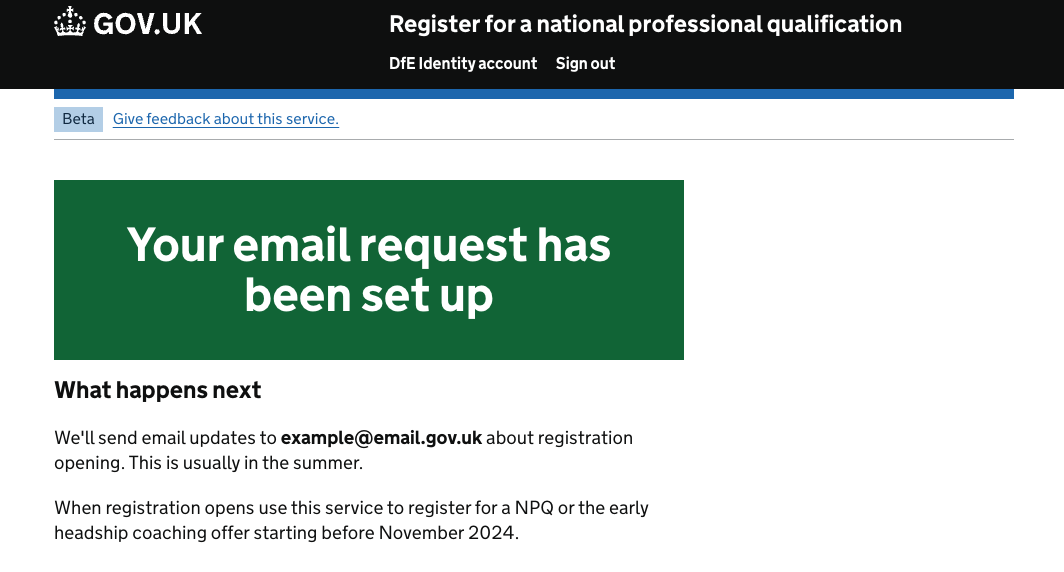 GOV.UK
Register for a national professional qualification
DfE Identity account Sign out
Beta Give feedback about this service.
Your email request has
been set up
What happens next
We'll send email updates to example@email.gov.uk about registration
opening. This is usually in the summer.
When registration opens use this service to register for a NPQ or the early
headship coaching offer starting before November 2024.